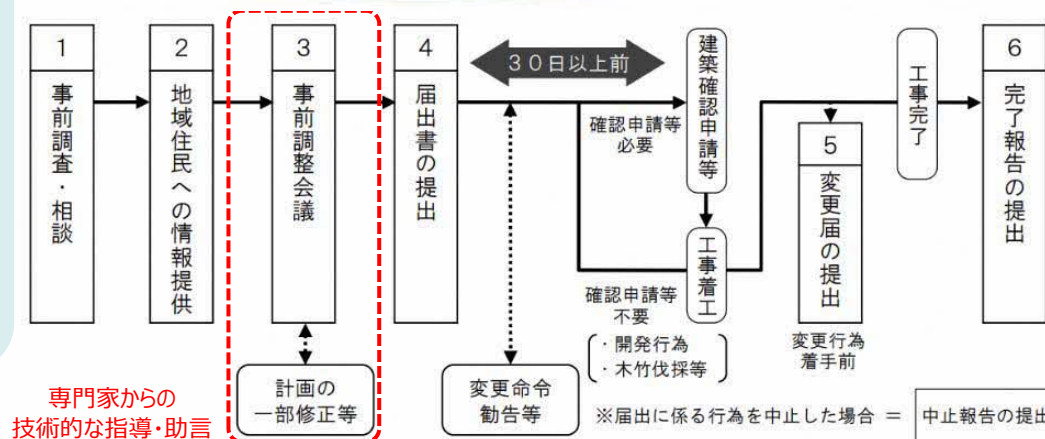 1
事前調査・相談
2
地域住民への情報提供
3
事前調整会議
4
届出書の提出
30日以上前
確認申請等
必要
建築確認申請等
工事着工
確認申請等
不要
・開発行為
・木竹伐採等
5
変更届の提出
変更行為
着手前
工事完了
6
完了報告の提出
専門家からの
技術的な指導・助言
計画の
一部修正等
変更命令
勧告等
※届出に係る行為を中止した場合 =
中止報告の提出